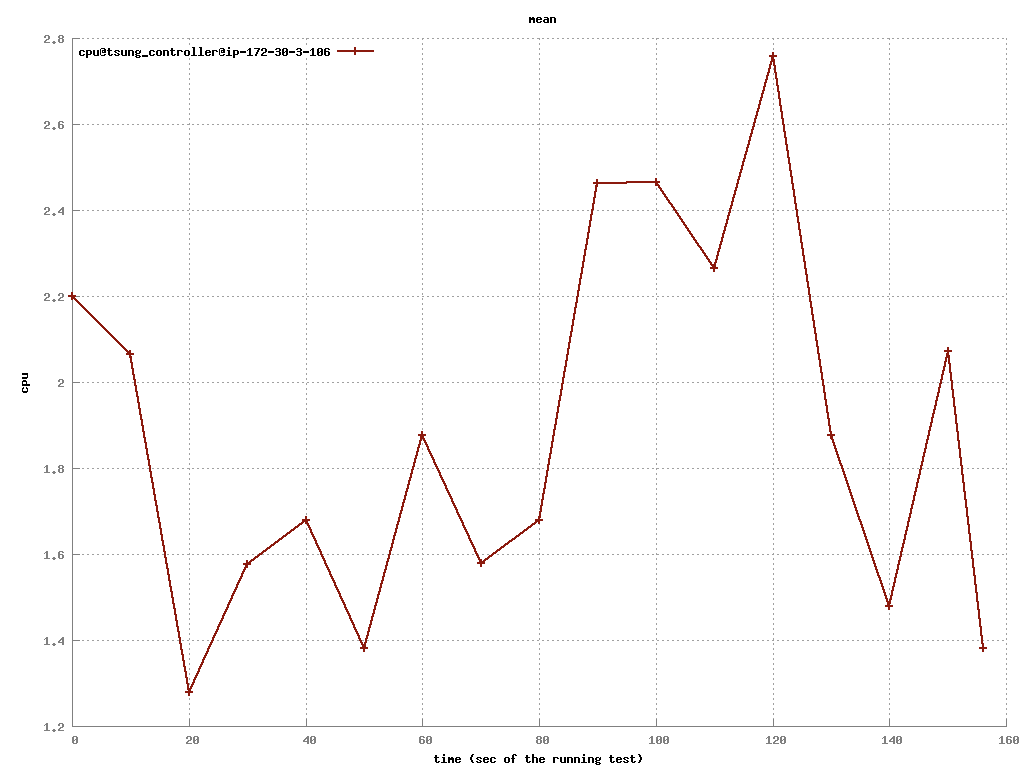 mean
cpu@tsung_controller@ip-172-30-3-106
2.8
2.6
2.4
2.2
2
1.8
1.6
1.4
1.2
cpu
0 20 40 60 80 100 120 140 160
time (sec of the running test)